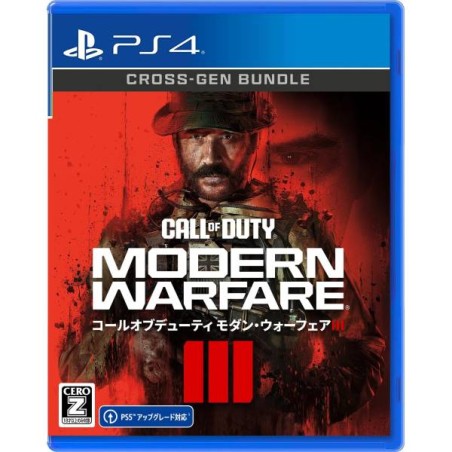 PS4
CROSS-GEN BUNDLE
CALL OF DUTY
MODERN
WARFARE
コールオブデューティ モダン・ウォーフェア III
III
CERO
Z
PS5™ アップグレード対応